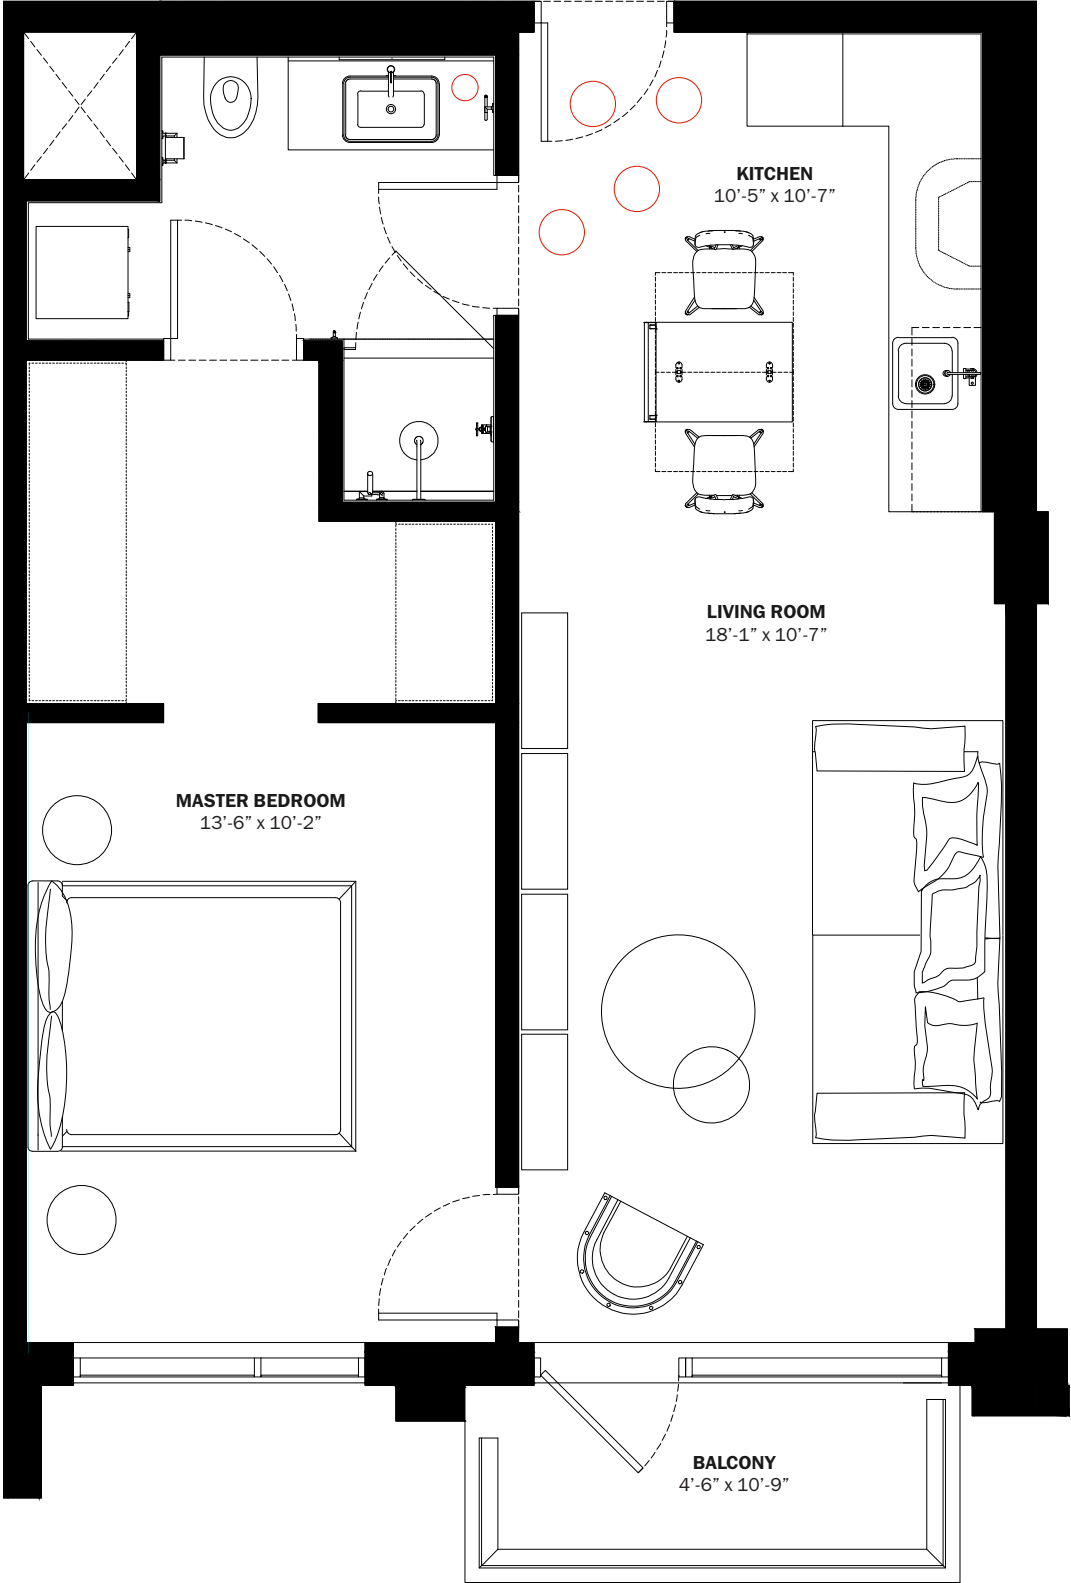 KITCHEN
10'-5” x 10'-7”
LIVING ROOM
18'-1” x 10'-7”
MASTER BEDROOM
13'-6” x 10'-2”
BALCONY
4'-6” x 10'-9”